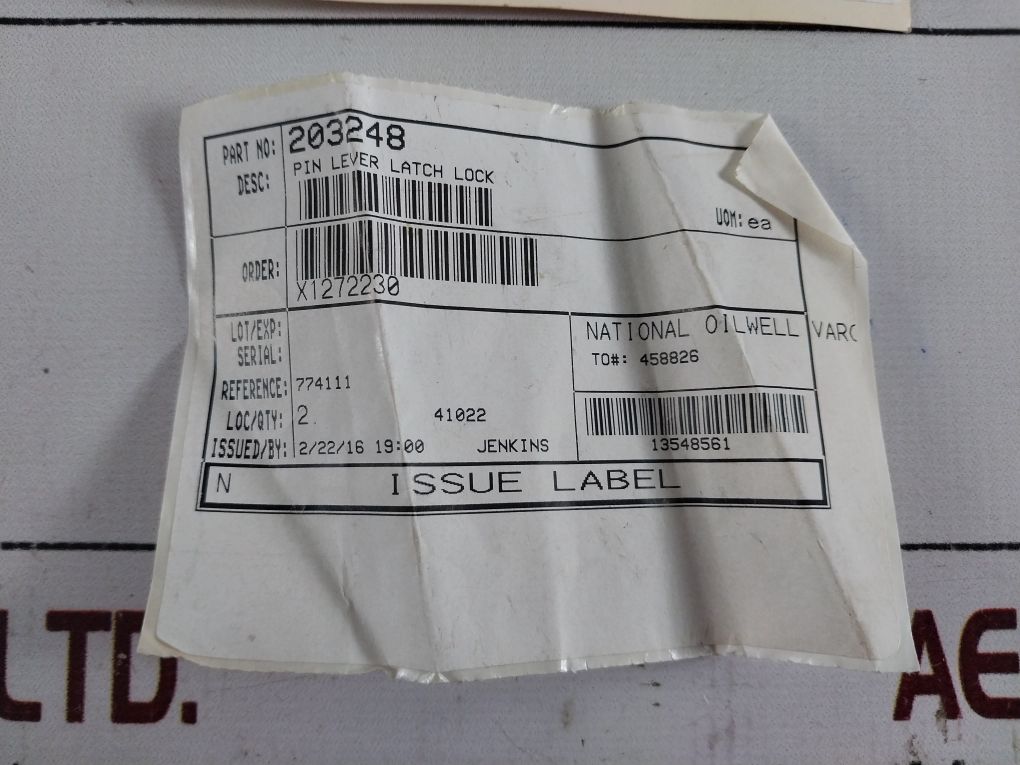 PART NO: 203248
DESC: PIN LEVER LATCH LOCK
UOM: ea
ORDER:
X1272230
LOT/EXP:
SERIAL:
REFERENCE: 774111
LOC/QTY: 2. 41022
ISSUED/BY: 2/22/16 19:00 JENKINS
NATIONAL OILWELL VARC
TO#: 458826
13548561
N ISSUE LABEL
LTD. AE